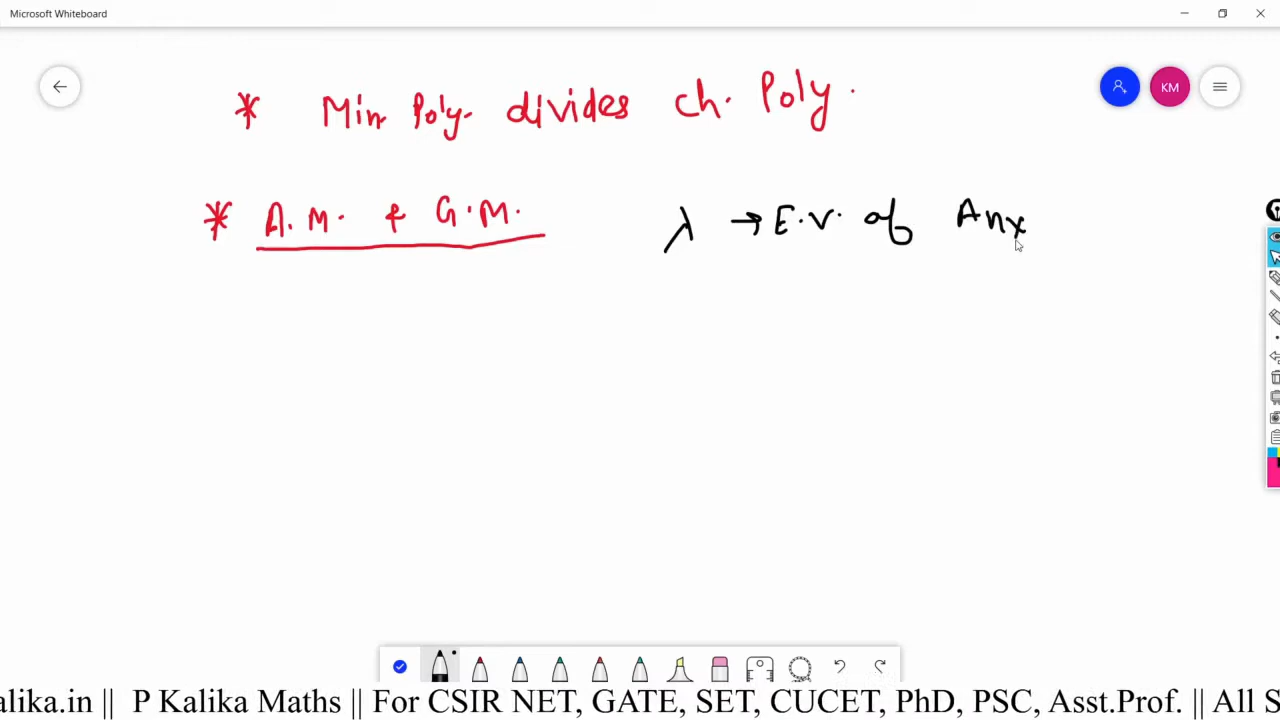 Microsoft Whiteboard
KM
* Min Poly. divides ch. Poly.
* A.M. & G.M. λ → E.V. of Anx
alika.in || P Kalika Maths || For CSIR NET, GATE, SET, CUCET, PhD, PSC, Asst.Prof. || All S